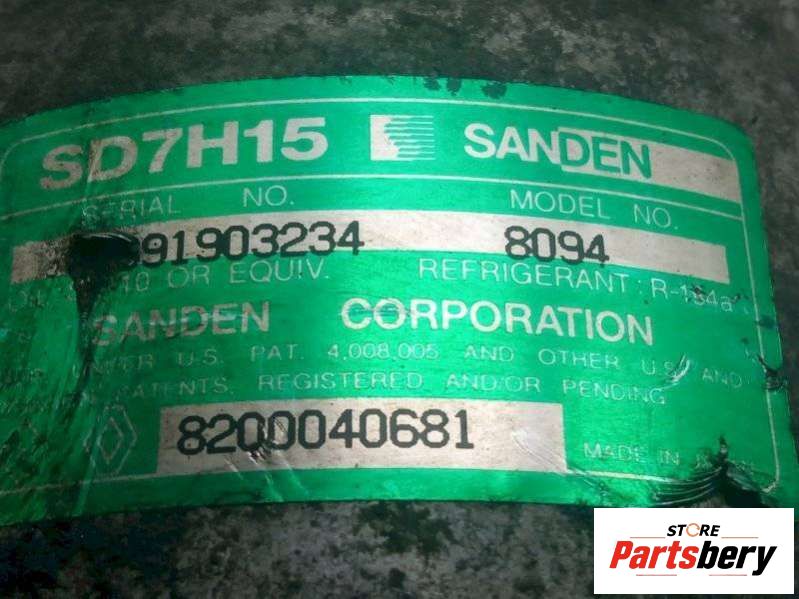 SD7H15 SANDEN
SERIAL NO. MODEL NO.
91903234 8094
OR EQUIV. REFRIGERANT: R-134a
SANDEN CORPORATION
U.S. PAT. 4,008,005 AND OTHER U.S. AND
PATENTS, REGISTERED AND/OR PENDING
8200040681
MADE IN
STORE
Partsbery